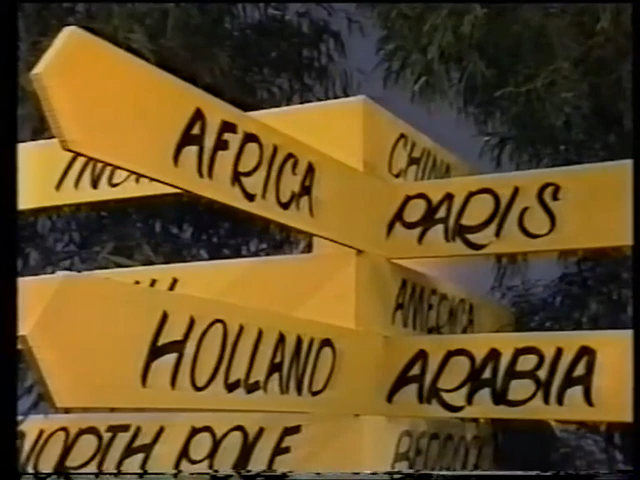 AFRICA
CHINA
PARIS
AMERICA
HOLLAND
ARABIA
NORTH POLE